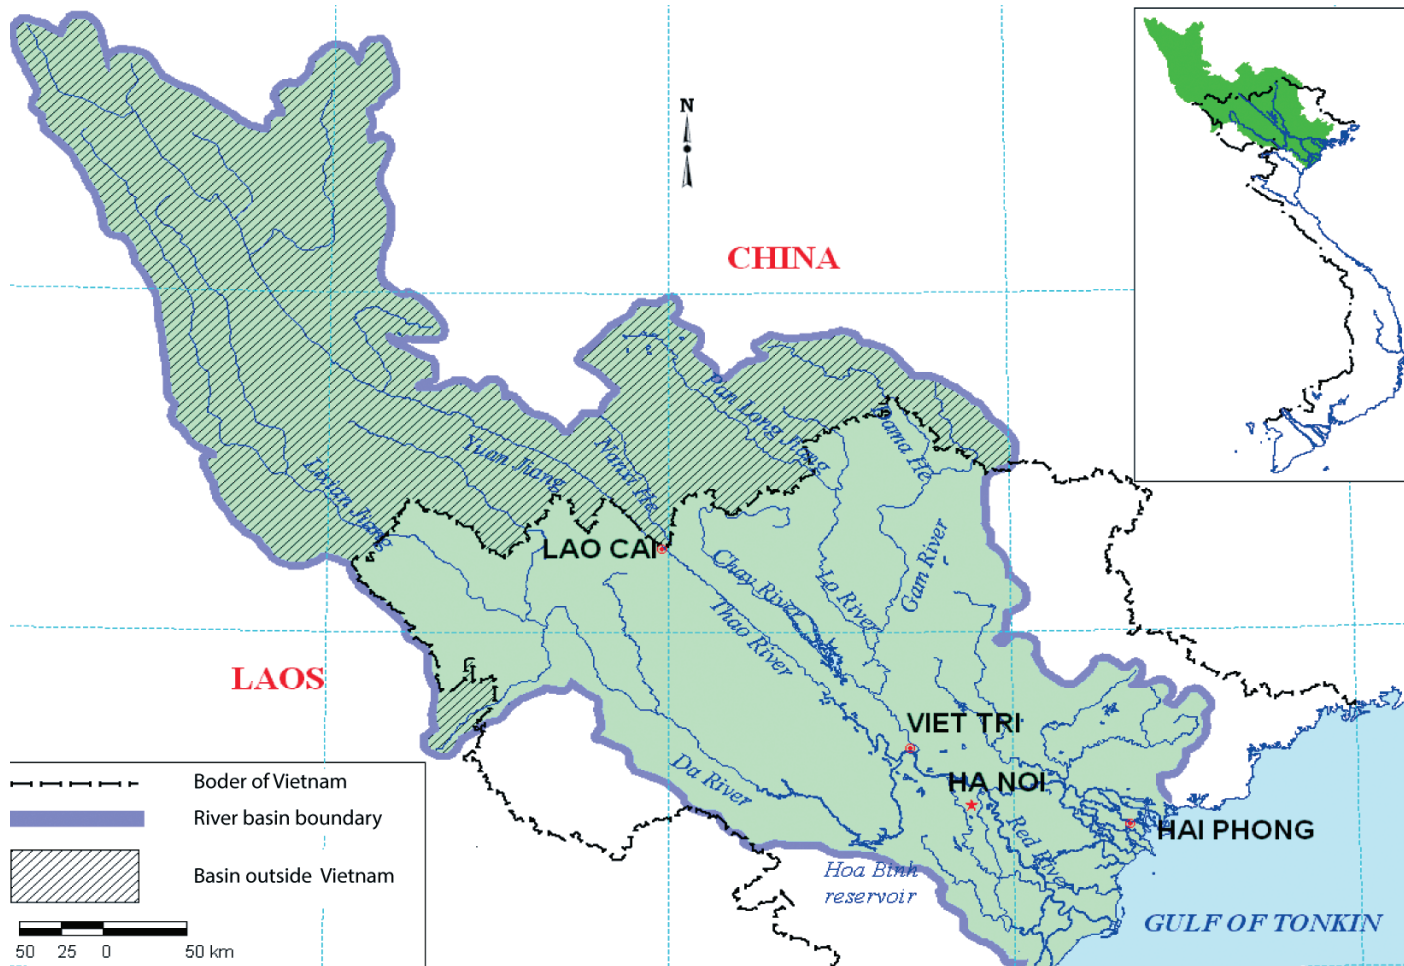 N
CHINA
Pan Long Jiang
Bama He
Yuan Jiang
Nanxi He
Lixian Jiang
LAO CAI
Chay River
Lo River
Gam River
Thao River
LAOS
VIET TRI
Da River
HA NOI
Red River
HAI PHONG
Hoa Binh
reservoir
GULF OF TONKIN
Boder of Vietnam
River basin boundary
Basin outside Vietnam
50 25 0 50 km